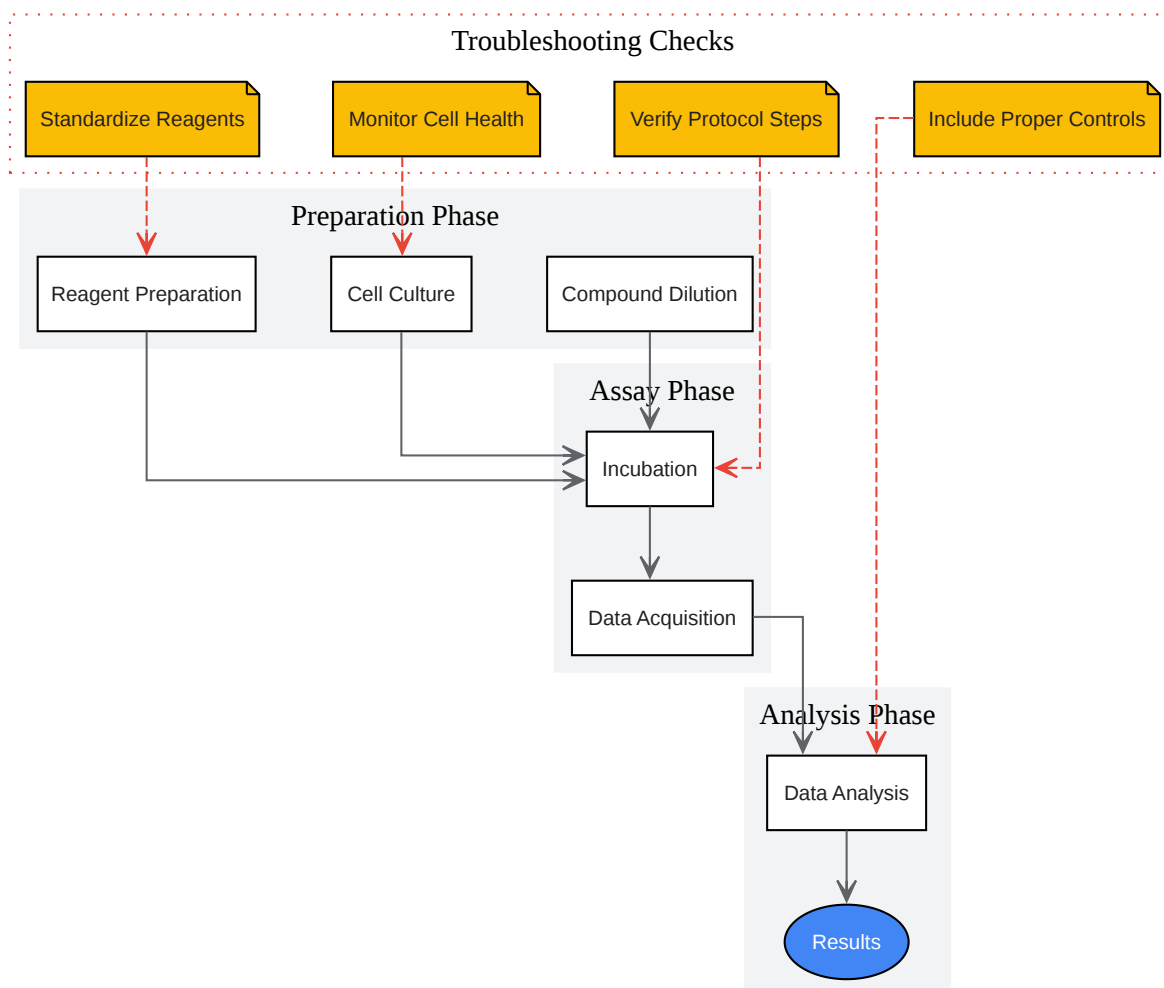 Troubleshooting Checks
Standardize Reagents
Monitor Cell Health
Verify Protocol Steps
Include Proper Controls
Preparation Phase
Reagent Preparation
Cell Culture
Compound Dilution
Assay Phase
Incubation
Data Acquisition
Analysis Phase
Data Analysis
Results